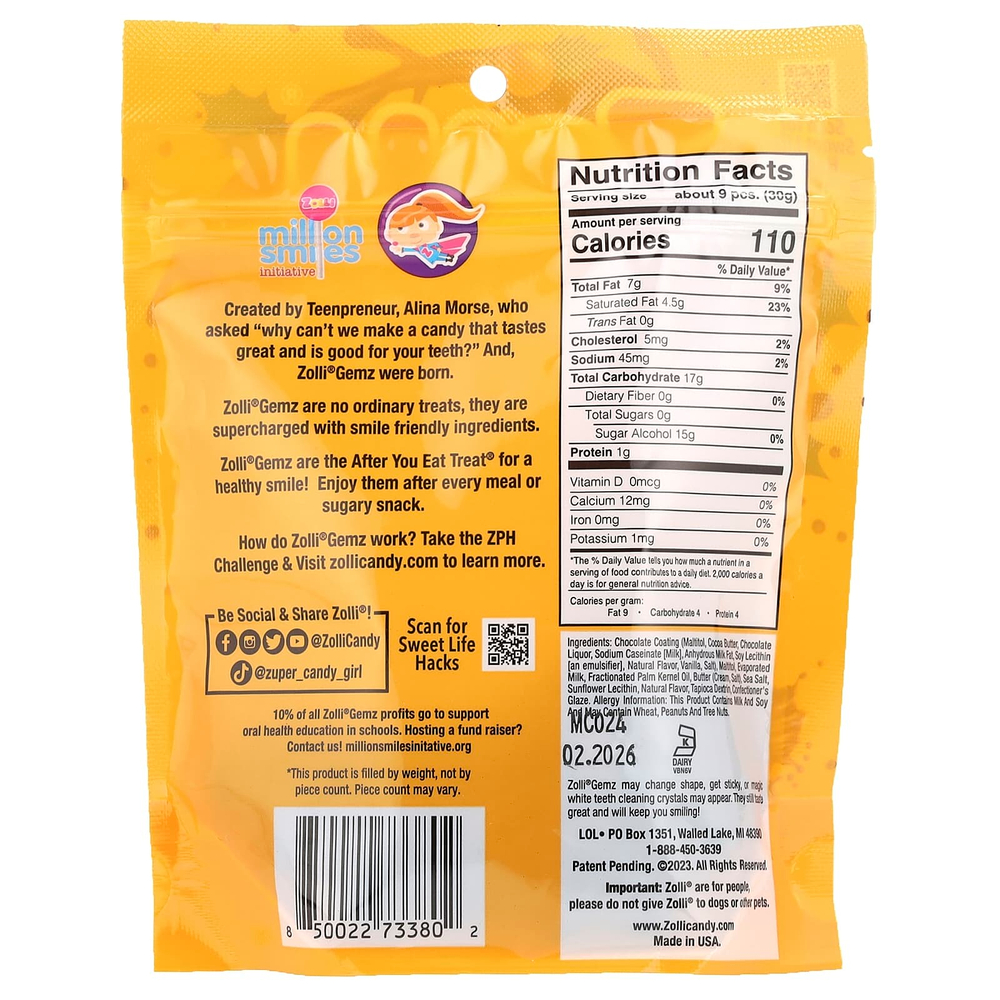 Zolli
million
smiles
initiative
Created by Teenpreneur, Alina Morse, who
asked “why can’t we make a candy that tastes
great and is good for your teeth?” And,
Zolli®Gemz were born.
Zolli®Gemz are no ordinary treats, they are
supercharged with smile friendly ingredients.
Zolli®Gemz are the After You Eat Treat® for a
healthy smile! Enjoy them after every meal or
sugary snack.
How do Zolli®Gemz work? Take the ZPH
Challenge & Visit zollicandy.com to learn more.
Be Social & Share Zolli®!
@ZolliCandy
@zuper_candy_girl
Scan for
Sweet Life
Hacks
10% of all Zolli®Gemz profits go to support
oral health education in schools. Hosting a fund raiser?
Contact us! millionsmilesinitative.org
*This product is filled by weight, not by
piece count. Piece count may vary.
8 50022 73380 2
Nutrition Facts
Serving size about 9 pcs. (30g)
Amount per serving
Calories 110
% Daily Value*
Total Fat 7g 9%
Saturated Fat 4.5g 23%
Trans Fat 0g
Cholesterol 5mg 2%
Sodium 45mg 2%
Total Carbohydrate 17g
Dietary Fiber 0g 0%
Total Sugars 0g
Sugar Alcohol 15g 0%
Protein 1g
Vitamin D 0mcg 0%
Calcium 12mg 0%
Iron 0mg 0%
Potassium 1mg 0%
*The % Daily Value tells you how much a nutrient in a
serving of food contributes to a daily diet. 2,000 calories a
day is for general nutrition advice.
Calories per gram:
Fat 9 • Carbohydrate 4 • Protein 4
Ingredients: Chocolate Coating (Maltitol, Cocoa Butter, Chocolate
Liquor, Sodium Caseinate [Milk], Anhydrous Milk Fat, Soy Lecithin
[an emulsifier], Natural Flavor, Vanilla, Salt), Maltitol, Evaporated
Milk, Fractionated Palm Kernel Oil, Butter (Cream, Salt), Sea Salt,
Sunflower Lecithin, Natural Flavor, Tapioca Dextrin, Confectioner's
Glaze. Allergy Information: This Product Contains Milk And Soy
And May Contain Wheat, Peanuts And Tree Nuts.
MC024
02.2026
K
DAIRY
VBN6V
Zolli®Gemz may change shape, get sticky, or magic
white teeth cleaning crystals may appear. They still taste
great and will keep you smiling!
LOL• PO Box 1351, Walled Lake, MI 48390
1-888-450-3639
Patent Pending. ©2023. All Rights Reserved.
Important: Zolli® are for people,
please do not give Zolli® to dogs or other pets.
www.Zollicandy.com
Made in USA.